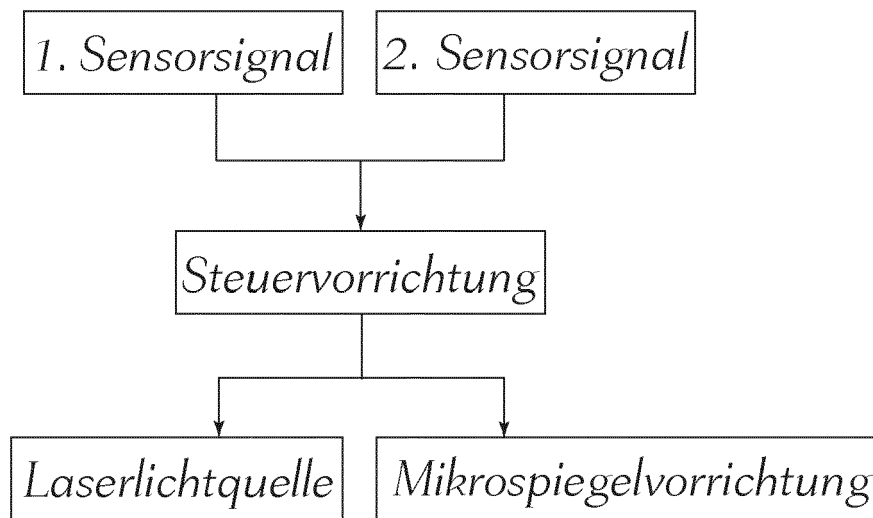 1. Sensorsignal
2. Sensorsignal
Steuervorrichtung
Laserlichtquelle
Mikrospiegelvorrichtung